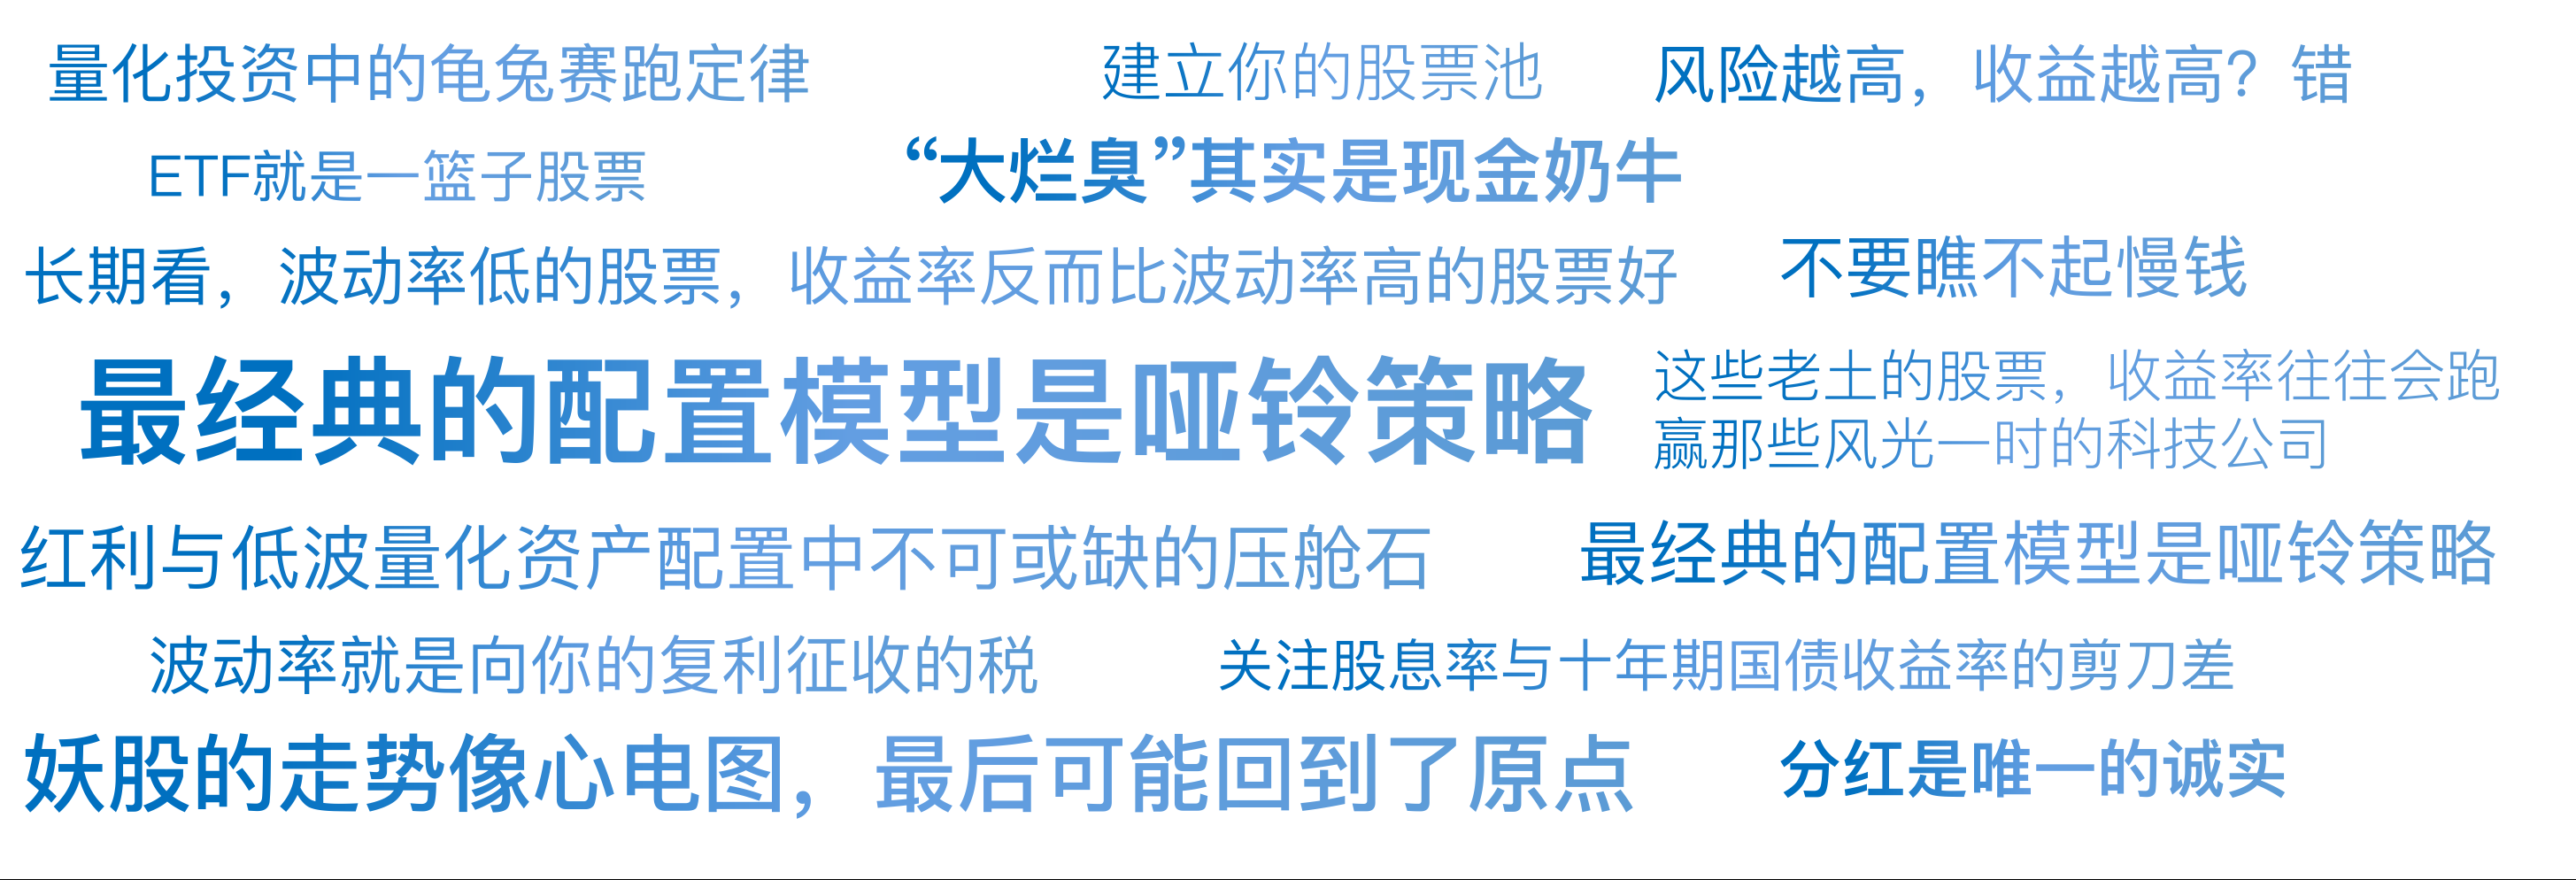 量化投资中的龟兔赛跑定律
建立你的股票池
风险越高，收益越高？错
ETF就是一篮子股票
“大烂臭”其实是现金奶牛
长期看，波动率低的股票，收益率反而比波动率高的股票好
不要瞧不起慢钱
最经典的配置模型是哑铃策略
这些老土的股票，收益率往往会跑
赢那些风光一时的科技公司
红利与低波量化资产配置中不可或缺的压舱石
最经典的配置模型是哑铃策略
波动率就是向你的复利征收的税
关注股息率与十年期国债收益率的剪刀差
妖股的走势像心电图，最后可能回到了原点
分红是唯一的诚实